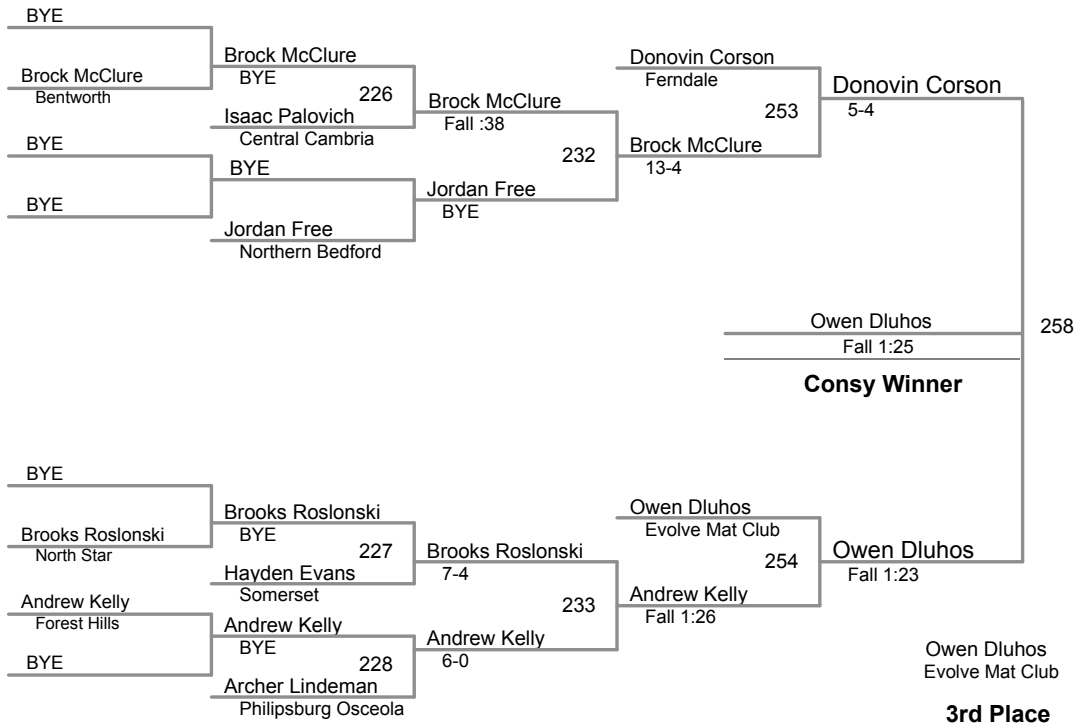 BYE
Brock McClure
Bentworth
BYE
BYE
Brock McClure
BYE
226
Isaac Palovich
Central Cambria
BYE
Jordan Free
Northern Bedford
Brock McClure
Fall :38
232
Jordan Free
BYE
Donovin Corson
Ferndale
253
Brock McClure
13-4
Donovin Corson
5-4
Owen Dluhos
Fall 1:25
Consy Winner
258
BYE
Brooks Roslonski
North Star
Andrew Kelly
Forest Hills
BYE
Brooks Roslonski
BYE
227
Hayden Evans
Somerset
Andrew Kelly
BYE
228
Archer Lindeman
Philipsburg Osceola
Brooks Roslonski
7-4
233
Andrew Kelly
6-0
Owen Dluhos
Evolve Mat Club
254
Andrew Kelly
Fall 1:26
Owen Dluhos
Fall 1:23
Owen Dluhos
Evolve Mat Club
3rd Place